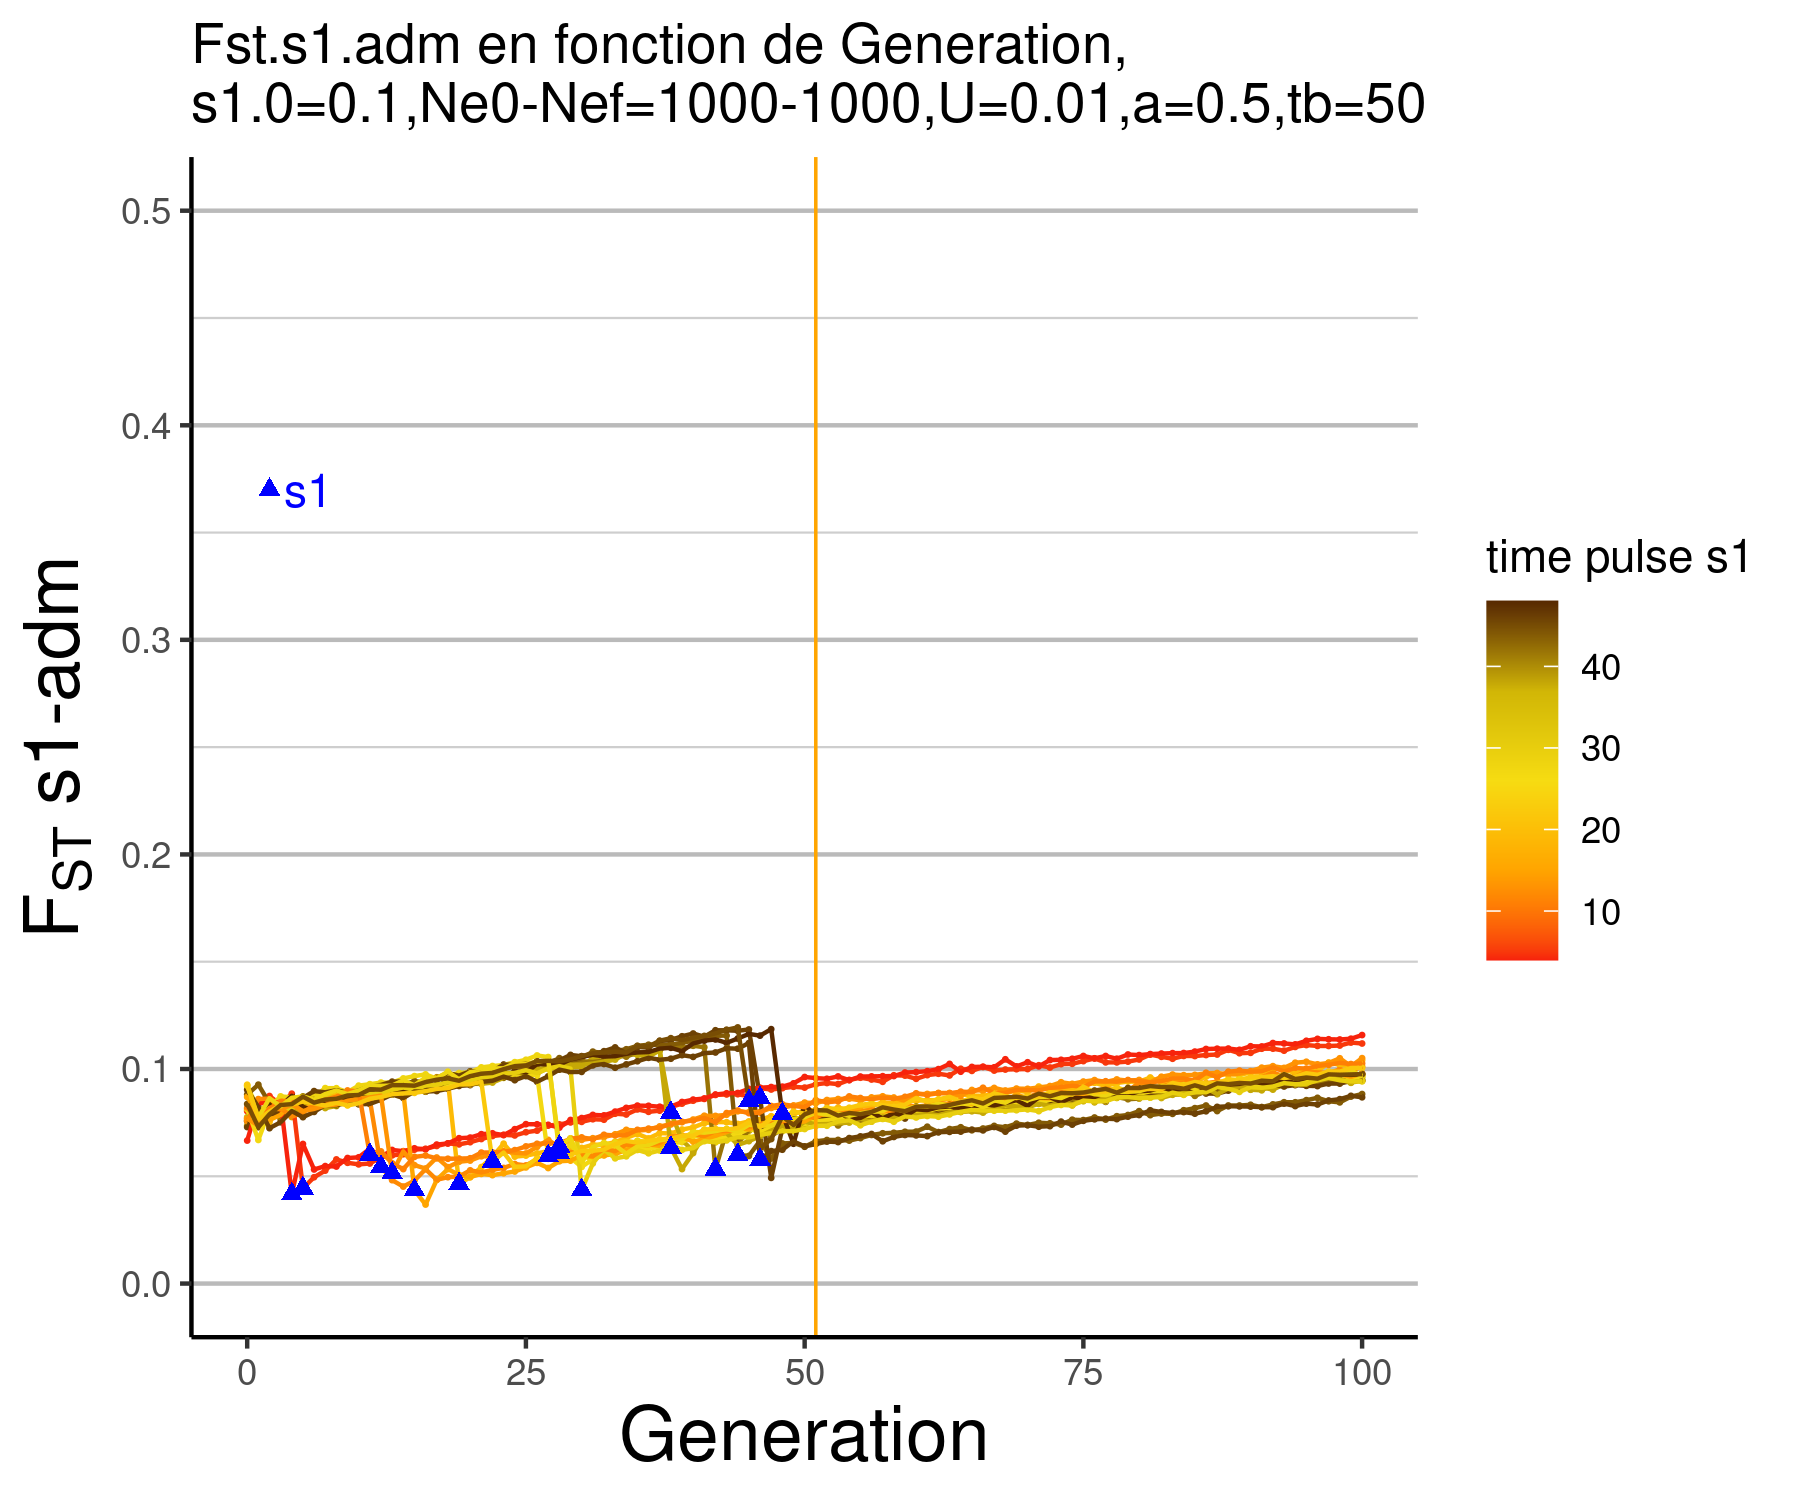 Fst.s1.adm en fonction de Generation,
s1.0=0.1,Ne0-Nef=1000-1000,U=0.01,a=0.5,tb=50
0.5
0.4
s1
0.3
0.2
0.1
0.0
FST s1-adm
0 25 50 75 100
Generation
time pulse s1
40
30
20
10